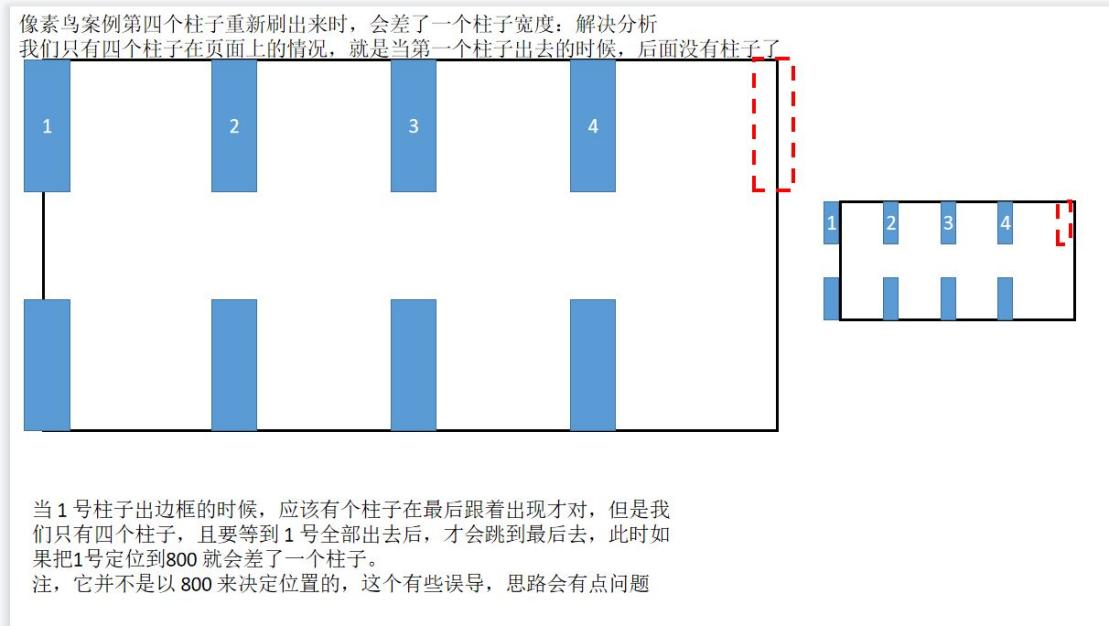 像素鸟案例第四个柱子重新刷出来时，会差了一个柱子宽度：解决分析
我们只有四个柱子在页面上的情况，就是当第一个柱子出去的时候，后面没有柱子了
1
2
3
4
1
2
3
4
当１号柱子出边框的时候，应该有个柱子在最后跟着出现才对，但是我
们只有四个柱子，且要等到１号全部出去后，才会跳到最后去，此时如
果把1号定位到800 就会差了一个柱子。
注，它并不是以 800 来决定位置的，这个有些误导，思路会有点问题